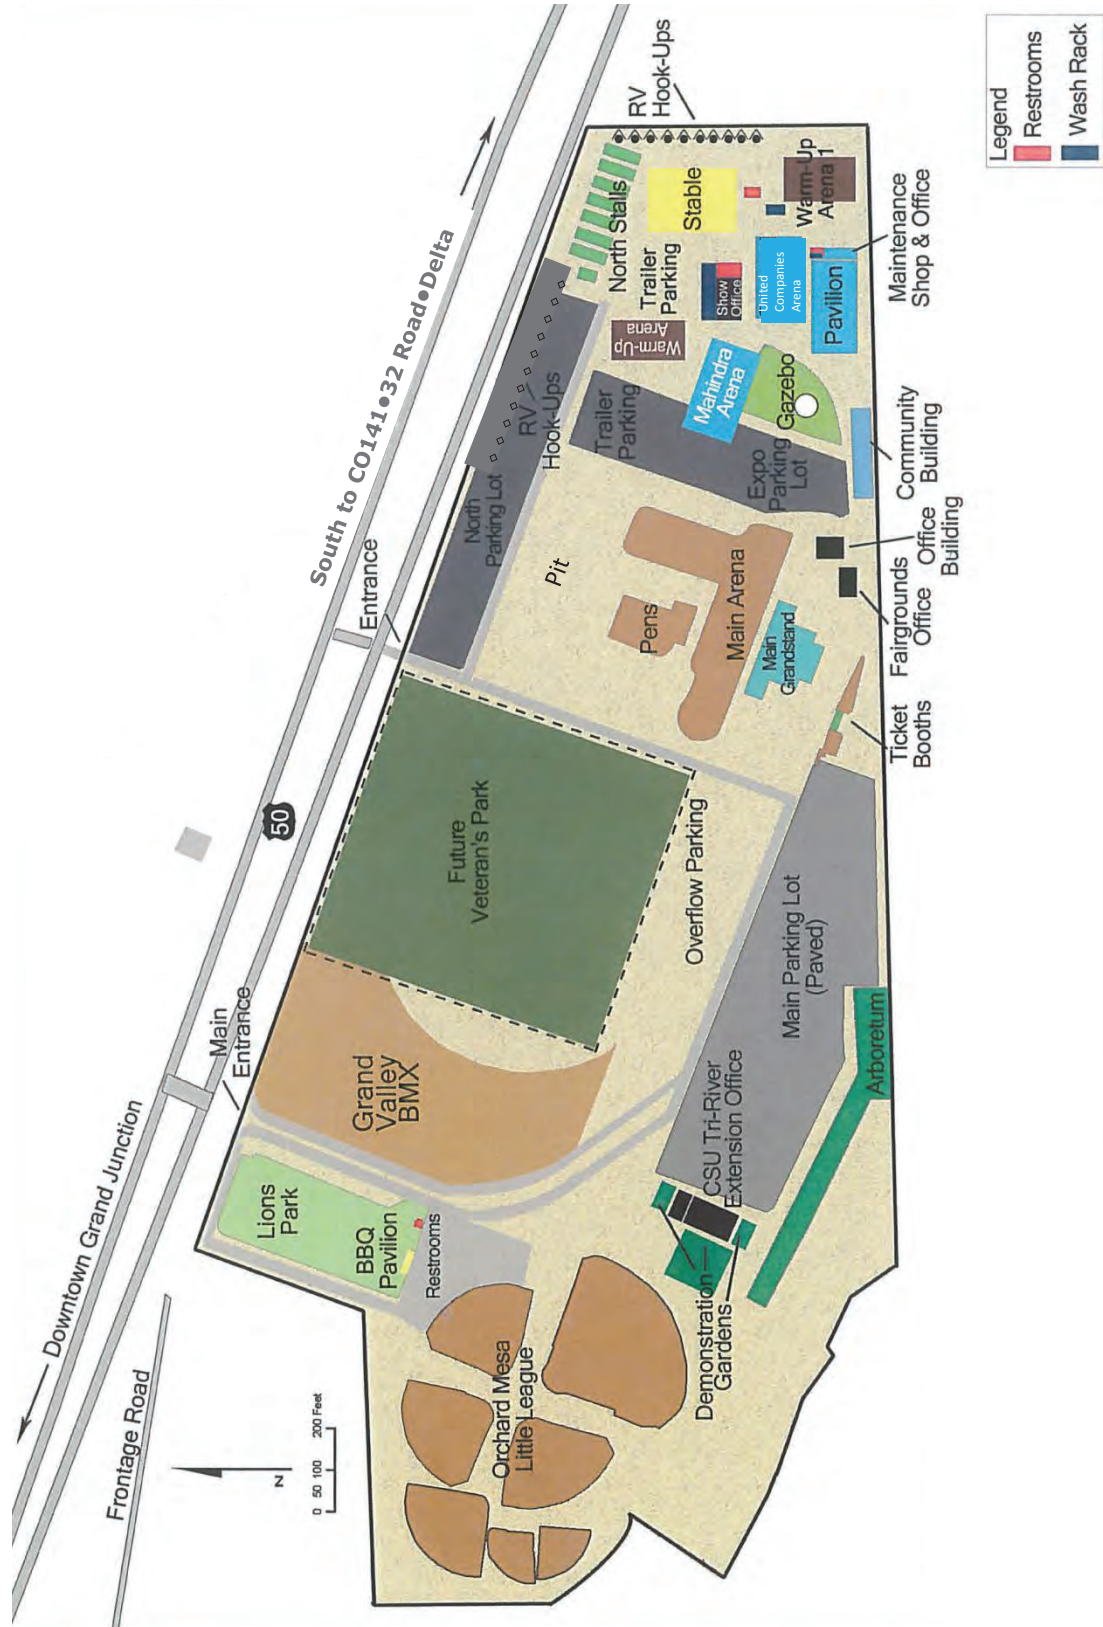 Legend
Restrooms
Wash Rack
Downtown Grand Junction
Frontage Road
South to CO141•32 Road•Delta
50
Main
Entrance
Entrance
RV
Hook-Ups
N
0 50 100 200 Feet
Lions
Park
BBQ
Pavilion
Restrooms
Grand
Valley
BMX
Future
Veteran's Park
North
Parking Lot
RV
Hook-Ups
North Stalls
Trailer
Parking
Stable
Warm-Up
Arena
Trailer
Parking
Show
Office
Warm-Up
Arena 1
United
Companies
Arena
Mahindra
Arena
Pavilion
Gazebo
Expo
Parking
Lot
Pit
Pens
Main Arena
Main
Grandstand
Overflow Parking
Main Parking Lot
(Paved)
Orchard Mesa
Little League
CSU Tri-River
Extension Office
Demonstration
Gardens
Arboretum
Ticket
Booths
Fairgrounds
Office
Office
Building
Community
Building
Maintenance
Shop & Office